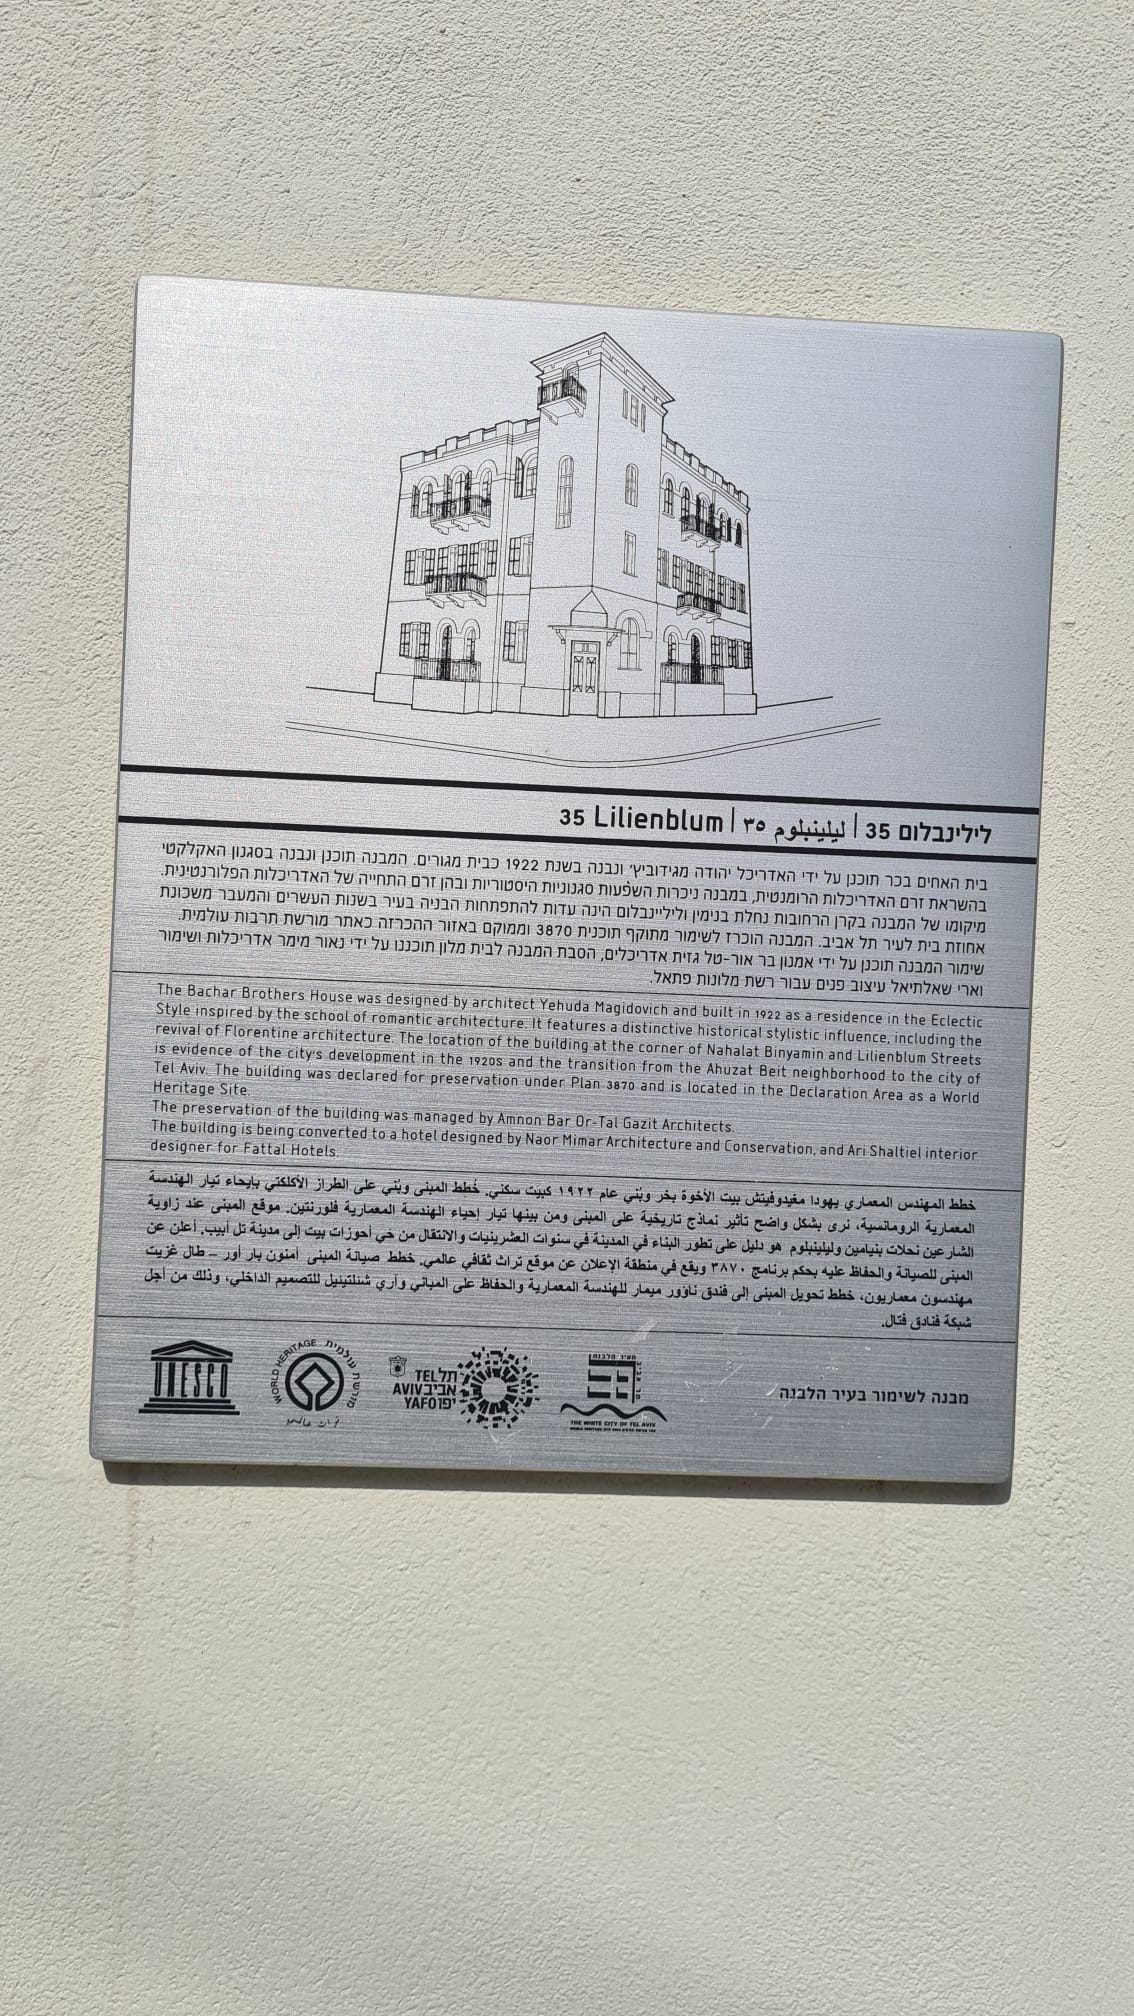 לילינבלום 35 | ليلينبلوم ٣٥ | 35 Lilienblum
בית האחים בכר תוכנן על ידי האדריכל יהודה מגידוביץ' ונבנה בשנת 1922 כבית מגורים. המבנה תוכנן ונבנה בסגנון האקלקטי
בהשראת זרם האדריכלות הרומנטית, במבנה ניכרות השפעות סגנוניות היסטוריות ובהן זרם התחייה של האדריכלות הפלורנטינית.
מיקומו של המבנה בקרן הרחובות נחלת בנימין וליליינבלום הינה עדות להתפתחות הבניה בעיר בשנות העשרים והמעבר משכונת
אחוזת בית לעיר תל אביב. המבנה הוכרז לשימור מתוקף תוכנית 3870 וממוקם באזור ההכרזה כאתר מורשת תרבות עולמית.
שימור המבנה תוכנן על ידי אמנון בר אור-טל גזית אדריכלים, הסבת המבנה לבית מלון תוכננו על ידי נאור מימר אדריכלות ושימור
וארי שאלתיאל עיצוב פנים עבור רשת מלונות פתאל.
The Bachar Brothers House was designed by architect Yehuda Magidovich and built in 1922 as a residence in the Eclectic
Style inspired by the school of romantic architecture. It features a distinctive historical stylistic influence, including the
revival of Florentine architecture. The location of the building at the corner of Nahalat Binyamin and Lilienblum Streets
is evidence of the city's development in the 1920s and the transition from the Ahuzat Beit neighborhood to the city of
Tel Aviv. The building was declared for preservation under Plan 3870 and is located in the Declaration Area as a World
Heritage Site.
The preservation of the building was managed by Amnon Bar Or-Tal Gazit Architects.
The building is being converted to a hotel designed by Naor Mimar Architecture and Conservation, and Ari Shaltiel interior
designer for Fattal Hotels.
خطط المهندس المعماري يهودا مغيدوفيتش بيت الأخوة بخر وبُني عام ١٩٢٢ كبيت سكني. خُطط المبنى وبُني على الطراز الأكلكتي بإيحاء تيار الهندسة
المعمارية الرومانسية، نرى بشكل واضح تأثير نماذج تاريخية على المبنى ومن بينها تيار إحياء الهندسة المعمارية فلورنتين. موقع المبنى عند زاوية
الشارعين نحلات بنيامين وليلينبلوم هو دليل على تطور البناء في المدينة في سنوات العشرينيات والانتقال من حي أحوزات بيت إلى مدينة تل أبيب. أعلن عن
المبنى للصيانة والحفاظ عليه بحكم برنامج ٣٨٧٠ ويقع في منطقة الإعلان عن موقع تراث ثقافي عالمي. خطط صيانة المبنى أمنون بار أور – طال غزيت
مهندسون معماريون، خطط تحويل المبنى إلى فندق ناؤور ميمار للهندسة المعمارية والحفاظ على المباني وآري شئلتيئيل للتصميم الداخلي، وذلك من أجل
شبكة فنادق فتال.
מבנה לשימור בעיר הלבנה
UNESCO
WORLD HERITAGE
מורשת עולמית
תراث عالمي
TEL תל
AVIV אביב
YAFO יפו
העיר הלבנה
תל אביב
THE WHITE CITY OF TEL AVIV